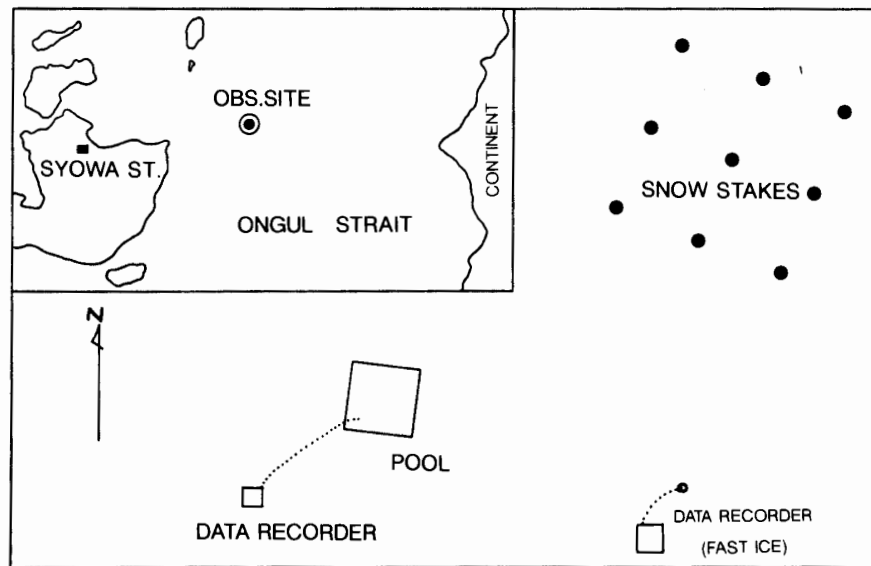 OBS.SITE
SYOWA ST.
CONTINENT
ONGUL STRAIT
SNOW STAKES
N
POOL
DATA RECORDER
DATA RECORDER
(FAST ICE)